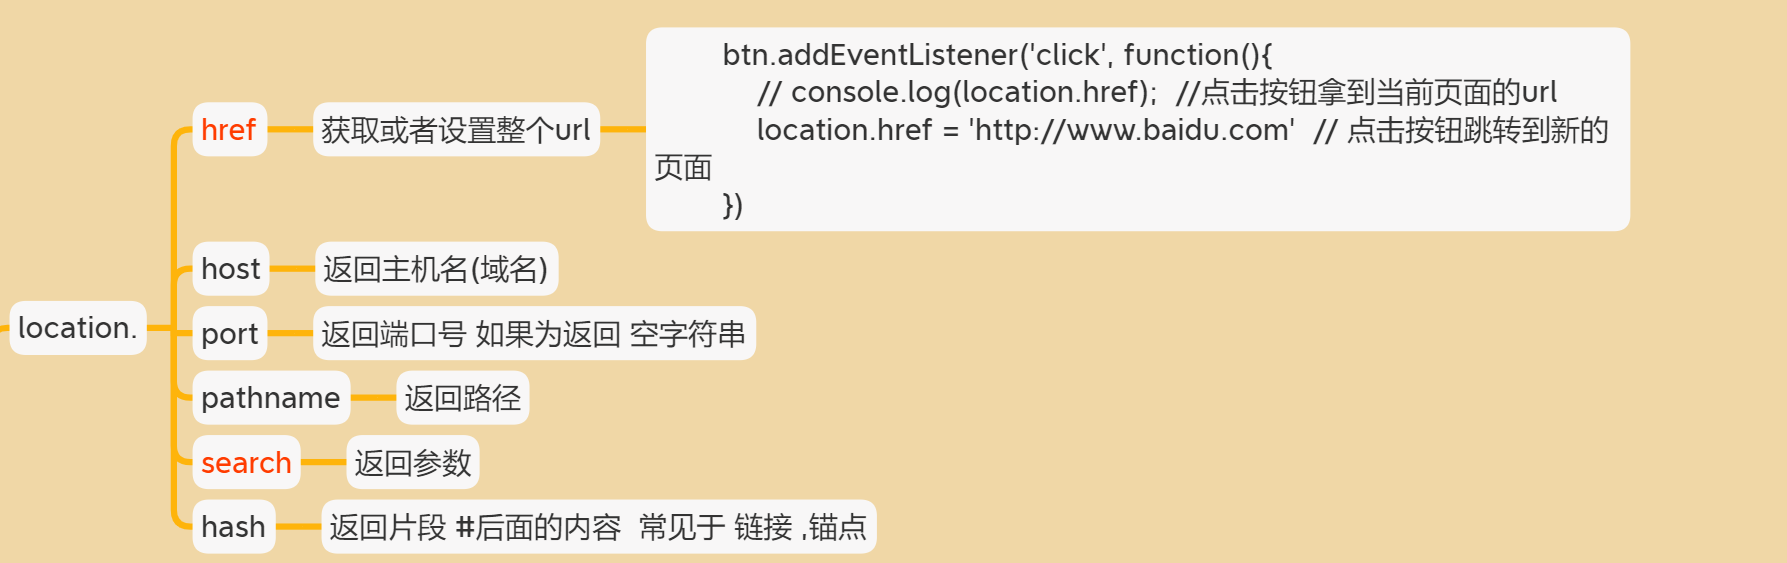 location.
href
获取或者设置整个url
btn.addEventListener('click', function(){
// console.log(location.href);  //点击按钮拿到当前页面的url
location.href = 'http://www.baidu.com'  // 点击按钮跳转到新的
页面
})
host
返回主机名(域名)
port
返回端口号 如果为返回 空字符串
pathname
返回路径
search
返回参数
hash
返回片段 #后面的内容  常见于 链接 ,锚点